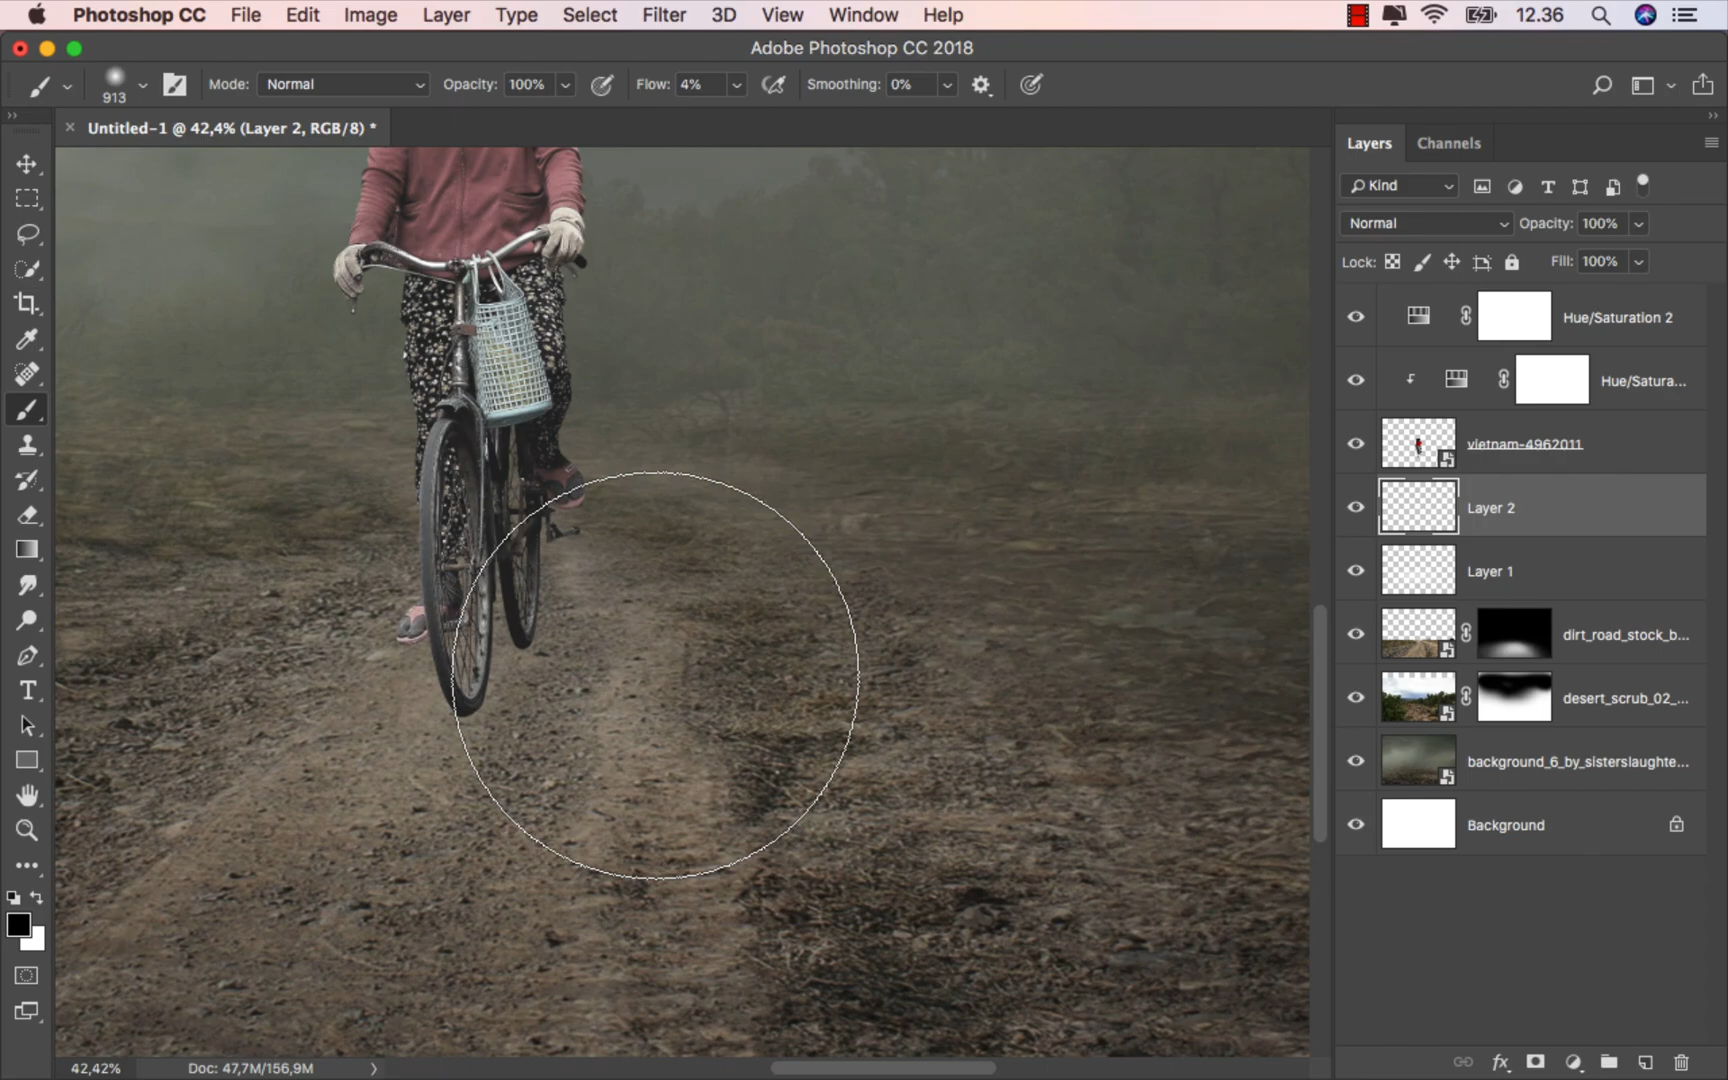 Photoshop CC File Edit Image Layer Type Select Filter 3D View Window Help 12.36
Adobe Photoshop CC 2018
913 Mode: Normal Opacity: 100% Flow: 4% Smoothing: 0%
× Untitled-1 @ 42,4% (Layer 2, RGB/8) *
Layers Channels
Kind
Normal Opacity: 100%
Lock: Fill: 100%
Hue/Saturation 2
Hue/Satura...
vietnam-4962011
Layer 2
Layer 1
dirt_road_stock_b...
desert_scrub_02_...
background_6_by_sisterslaughte...
Background
42,42% Doc: 47,7M/156,9M